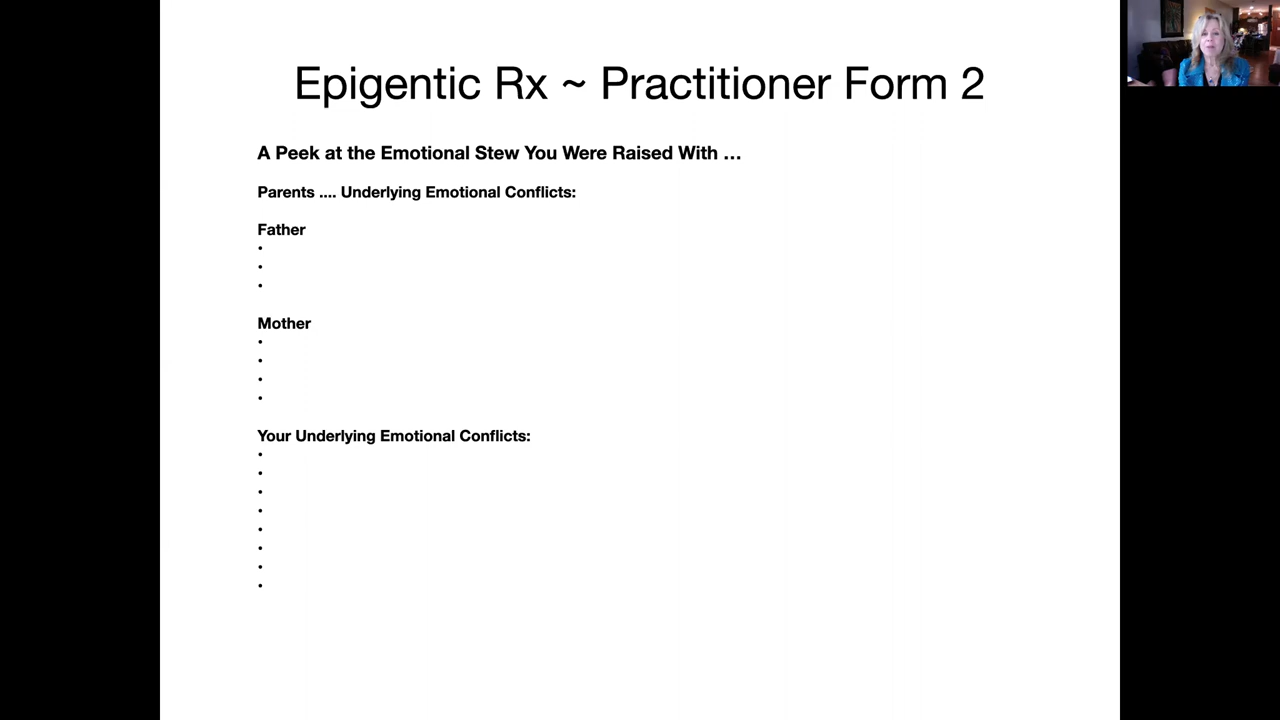 Epigentic Rx ~ Practitioner Form 2
A Peek at the Emotional Stew You Were Raised With …
Parents .... Underlying Emotional Conflicts:
Father
•
•
•
Mother
•
•
•
•
Your Underlying Emotional Conflicts:
•
•
•
•
•
•
•
•